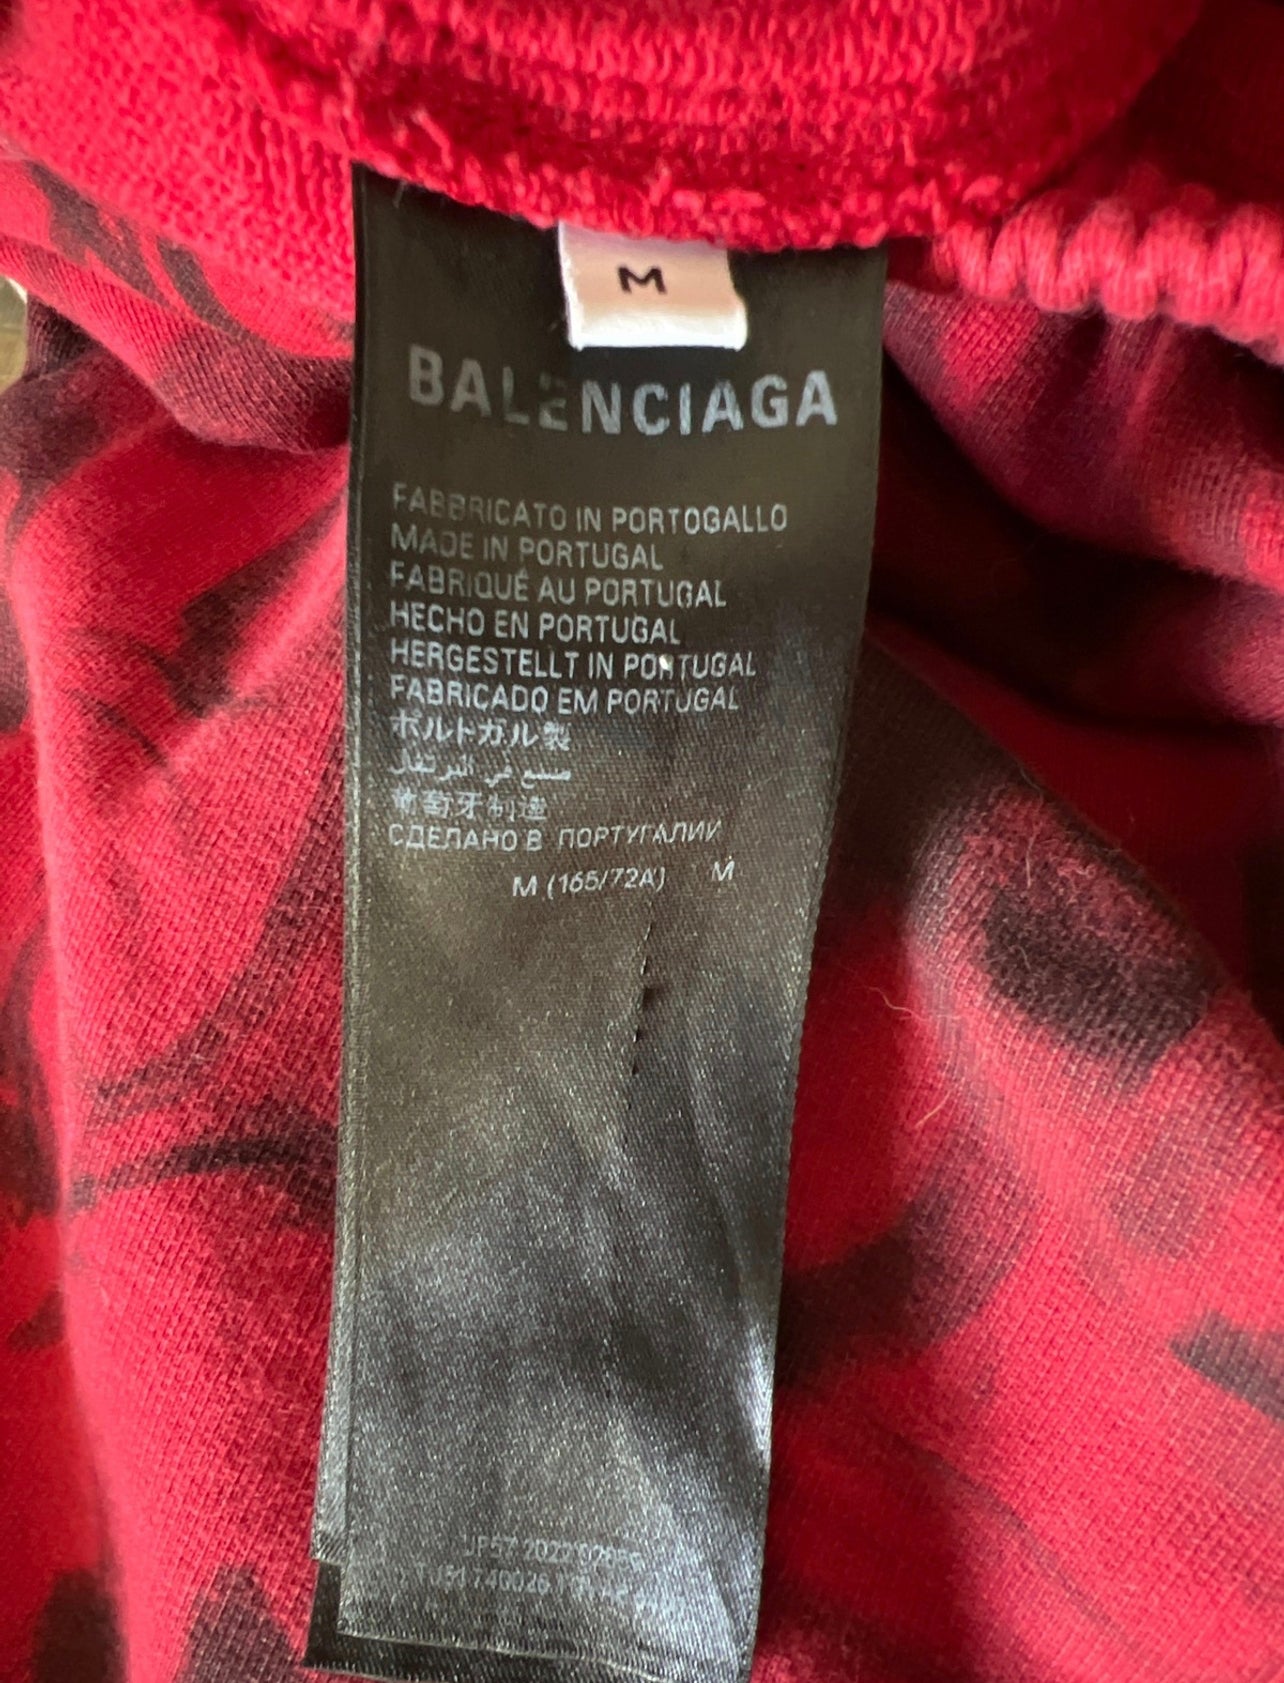 M
BALENCIAGA
FABBRICATO IN PORTOGALLO
MADE IN PORTUGAL
FABRIQUÉ AU PORTUGAL
HECHO EN PORTUGAL
HERGESTELLT IN PORTUGAL
FABRICADO EM PORTUGAL
ポルトガル製
صنع في البرتغال
葡萄牙制造
СДЕЛАНО В ПОРТУГАЛИИ
M (165/72A) M